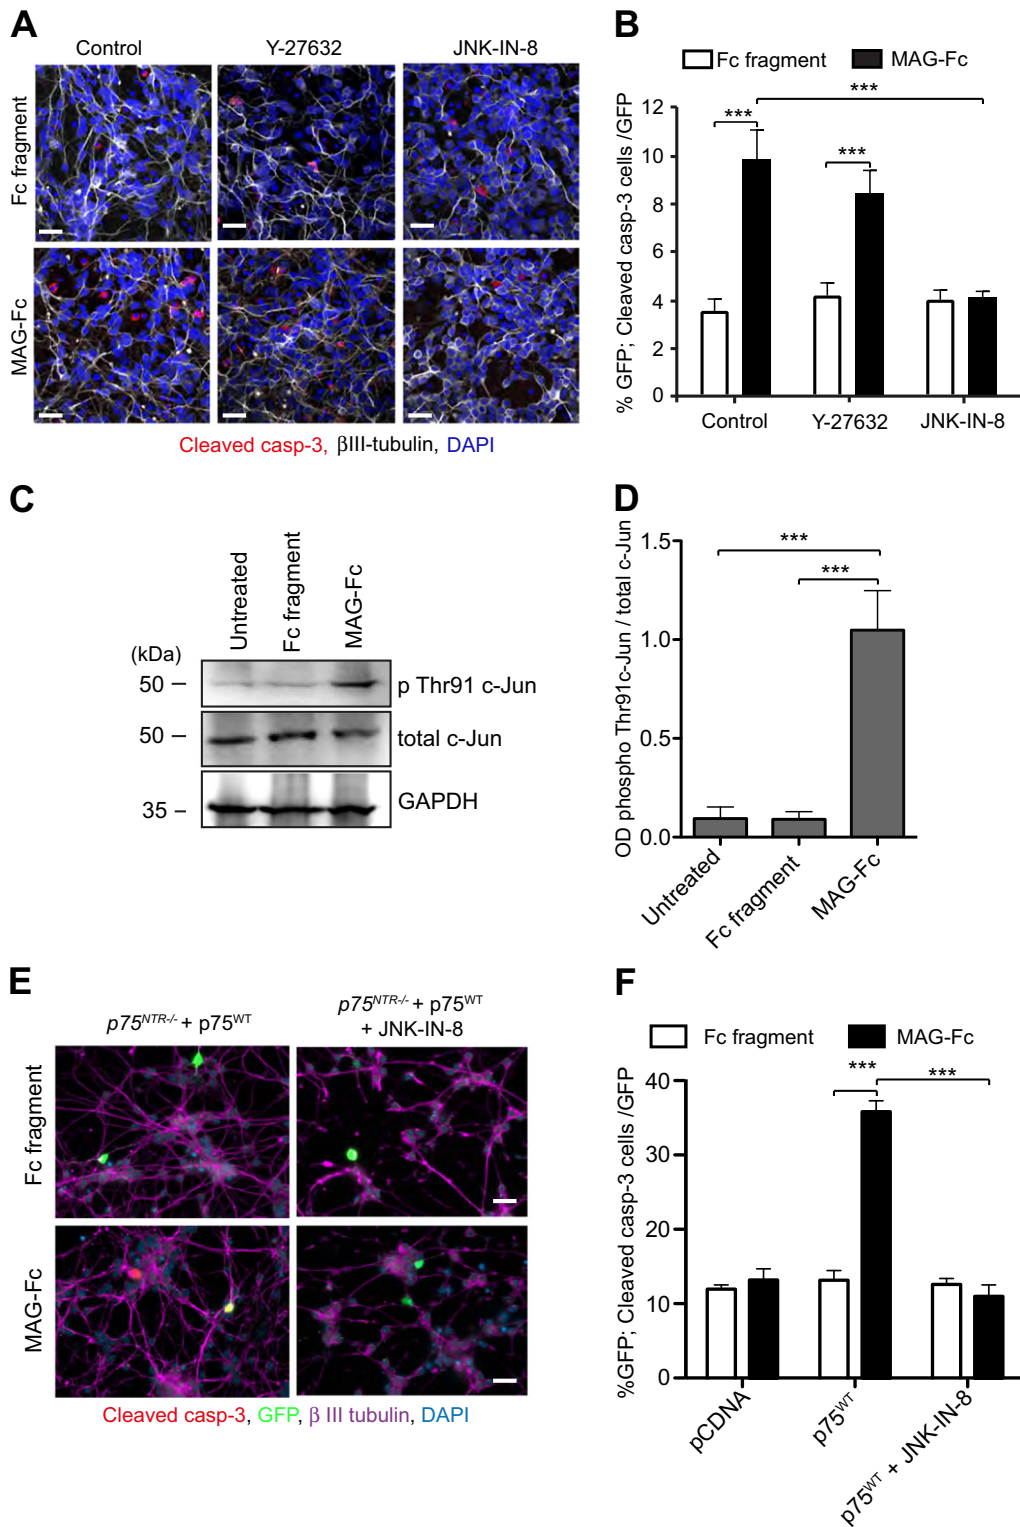 A
Control
Y-27632
JNK-IN-8
Fc fragment
MAG-Fc
Cleaved casp-3, βIII-tubulin, DAPI
B
Fc fragment
MAG-Fc
% GFP; Cleaved casp-3 cells /GFP
12
10
8
6
4
2
0
***
***
***
Control
Y-27632
JNK-IN-8
C
Untreated
Fc fragment
MAG-Fc
(kDa)
50
p Thr91 c-Jun
50
total c-Jun
35
GAPDH
D
OD phospho Thr91c-Jun / total c-Jun
1.5
1.0
0.5
0.0
***
***
Untreated
Fc fragment
MAG-Fc
E
p75NTR-/- + p75WT
p75NTR-/- + p75WT
+ JNK-IN-8
Fc fragment
MAG-Fc
Cleaved casp-3, GFP, β III tubulin, DAPI
F
Fc fragment
MAG-Fc
%GFP; Cleaved casp-3 cells /GFP
40
30
20
10
0
***
***
pCDNA
p75WT
p75WT + JNK-IN-8